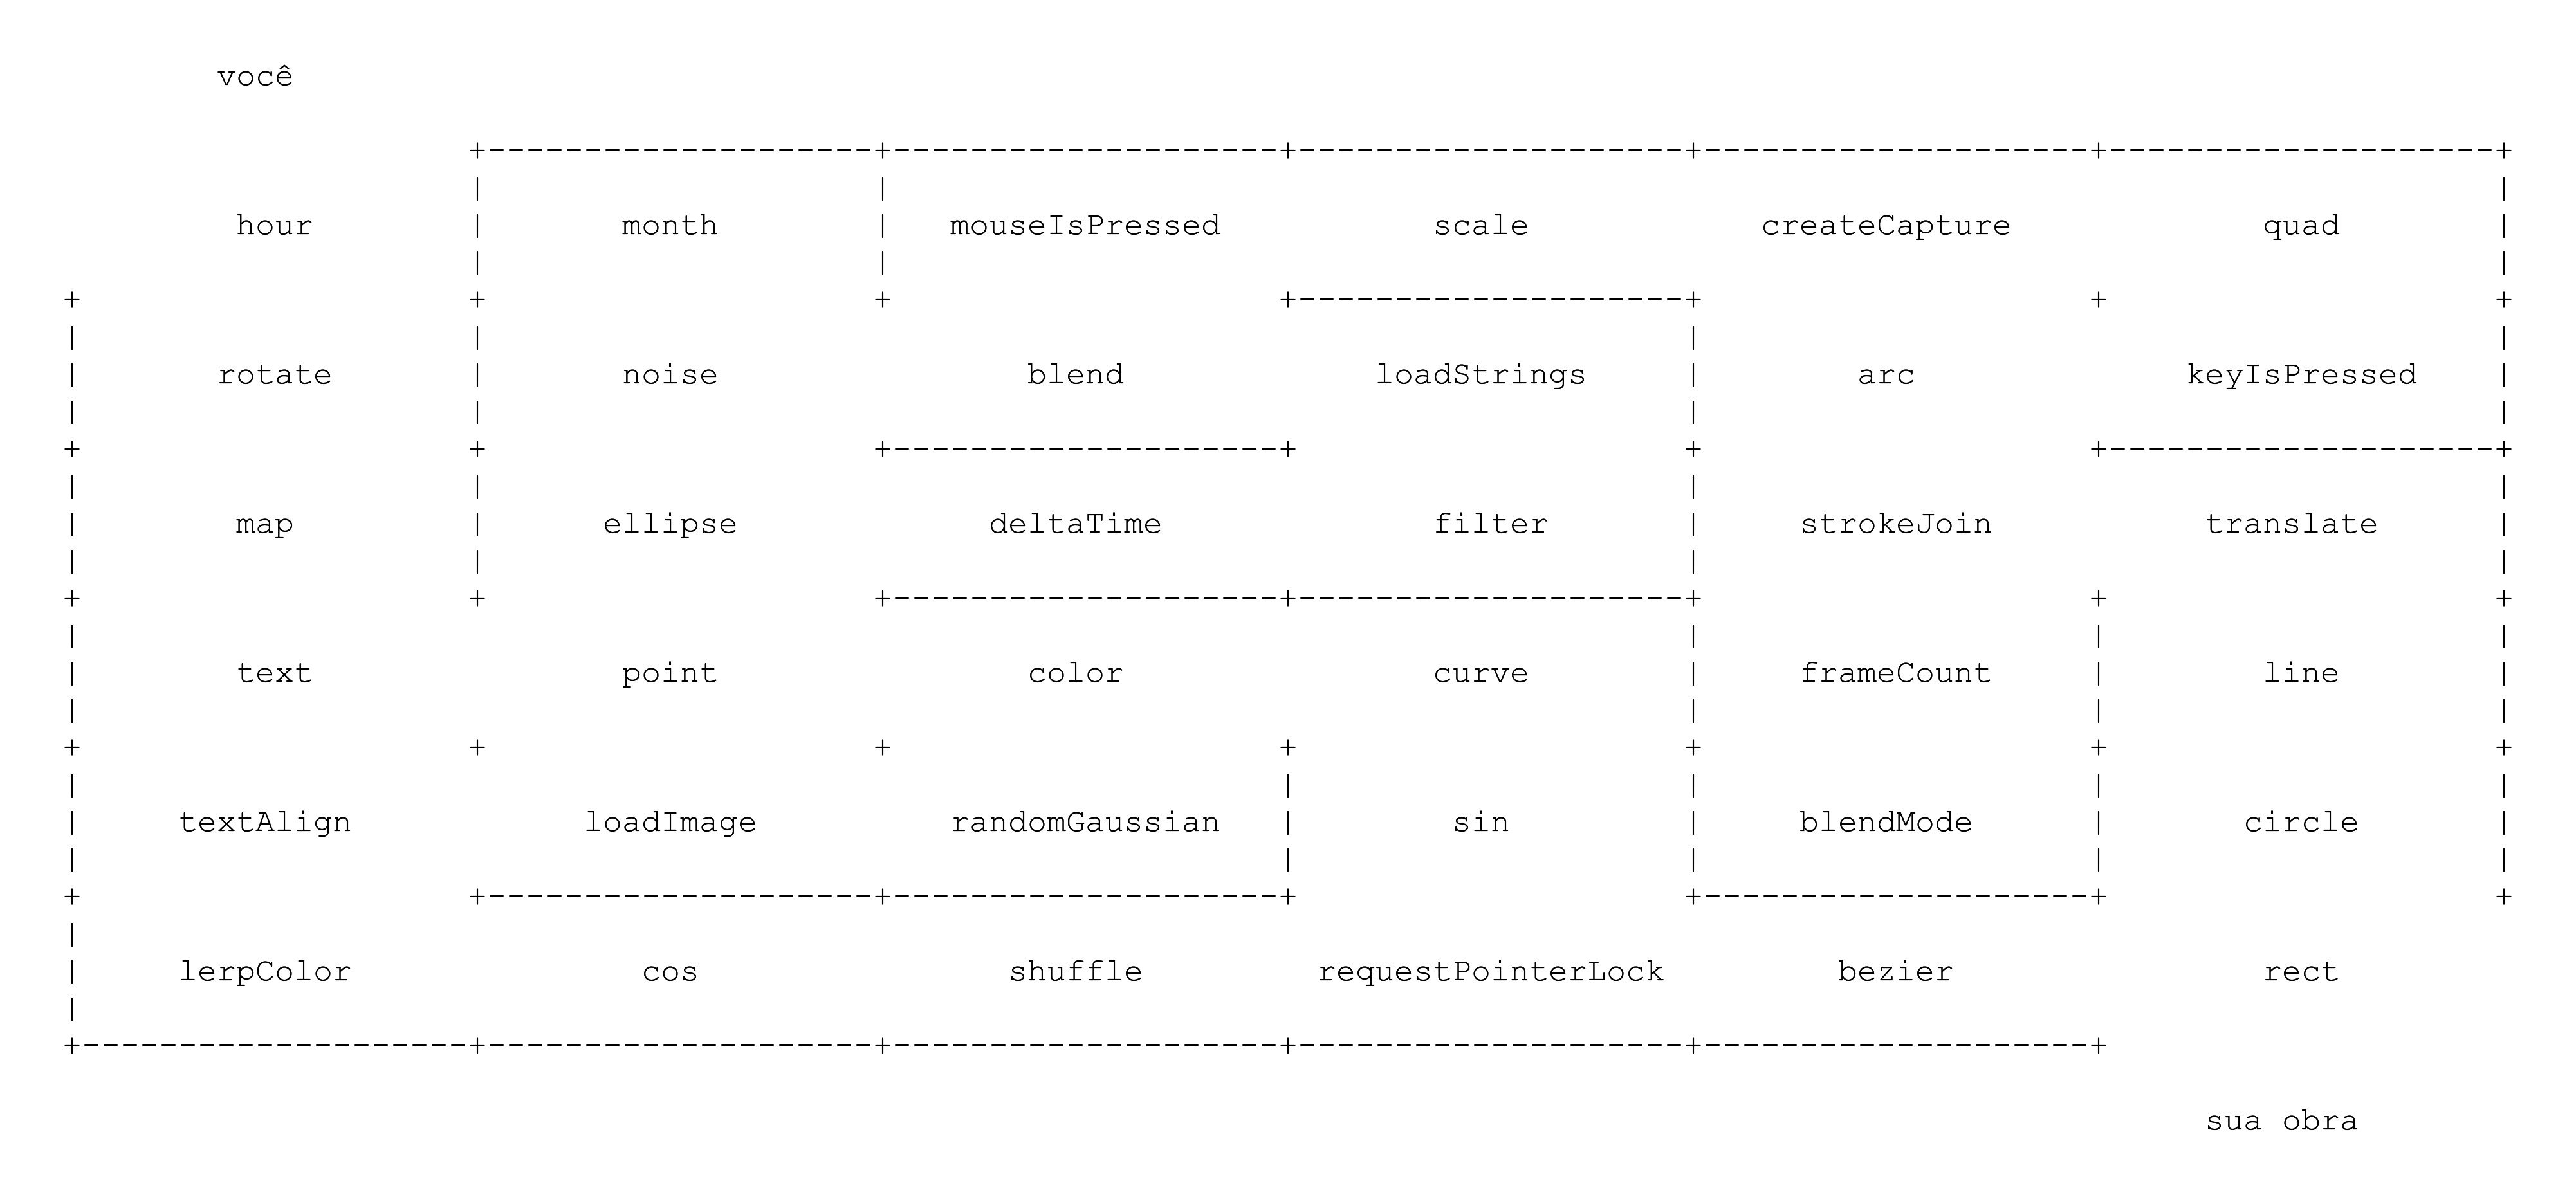 você
hour month mouseIsPressed scale createCapture quad
rotate noise blend loadStrings arc keyIsPressed
map ellipse deltaTime filter strokeJoin translate
text point color curve frameCount line
textAlign loadImage randomGaussian sin blendMode circle
lerpColor cos shuffle requestPointerLock bezier rect
sua obra